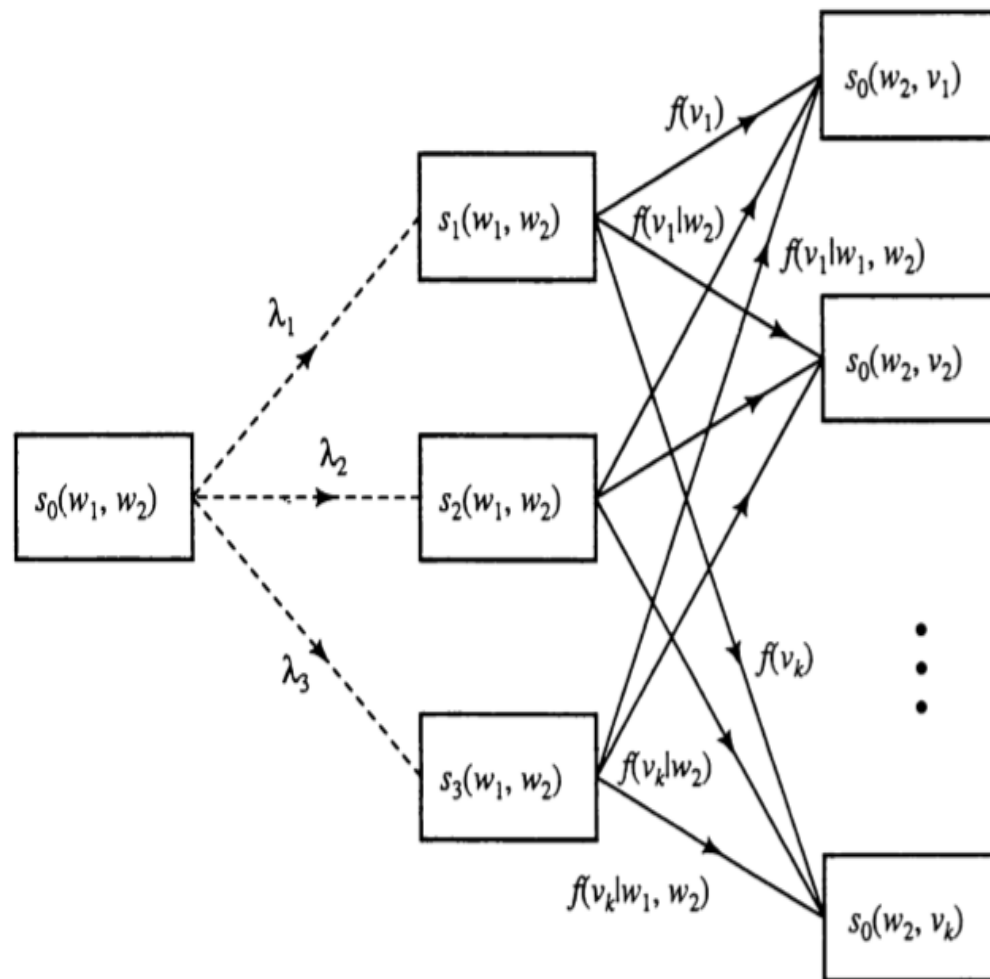 s₀(w₂, v₁)
f(v₁)
s₁(w₁, w₂)
f(v₁|w₂)
f(v₁|w₁, w₂)
λ₁
s₀(w₂, v₂)
λ₂
s₀(w₁, w₂)
s₂(w₁, w₂)
λ₃
f(vₖ)
s₃(w₁, w₂)
f(vₖ|w₂)
f(vₖ|w₁, w₂)
s₀(w₂, vₖ)